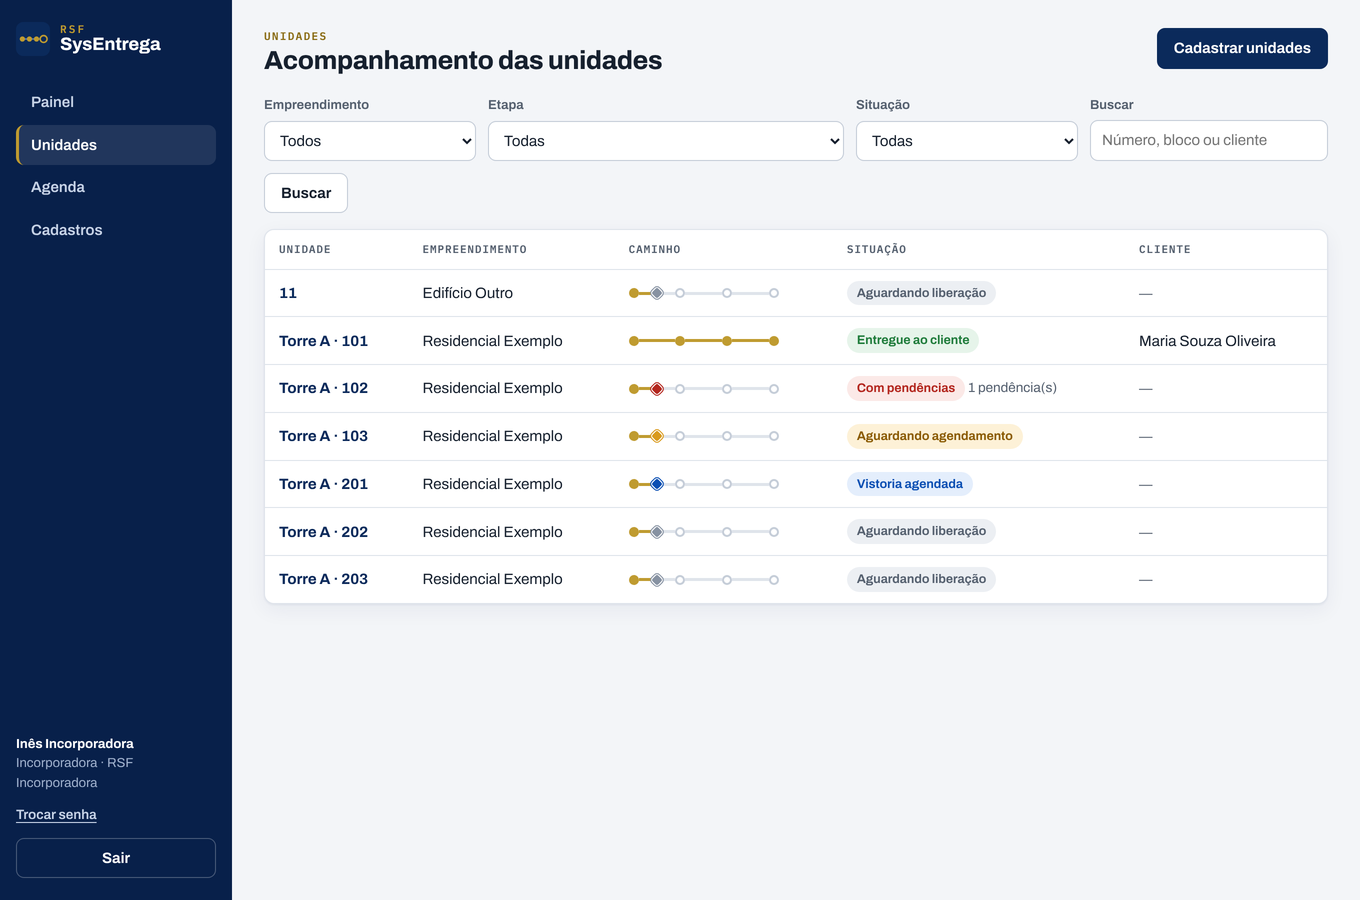 RSF
SysEntrega
Painel
Unidades
Agenda
Cadastros
Inês Incorporadora
Incorporadora · RSF
Incorporadora
Trocar senha
Sair
UNIDADES
Acompanhamento das unidades
Cadastrar unidades
Empreendimento Etapa Situação Buscar
Todos Todas Todas Número, bloco ou cliente
Buscar
UNIDADE EMPREENDIMENTO CAMINHO SITUAÇÃO CLIENTE
11 Edifício Outro Aguardando liberação —
Torre A · 101 Residencial Exemplo Entregue ao cliente Maria Souza Oliveira
Torre A · 102 Residencial Exemplo Com pendências 1 pendência(s) —
Torre A · 103 Residencial Exemplo Aguardando agendamento —
Torre A · 201 Residencial Exemplo Vistoria agendada —
Torre A · 202 Residencial Exemplo Aguardando liberação —
Torre A · 203 Residencial Exemplo Aguardando liberação —